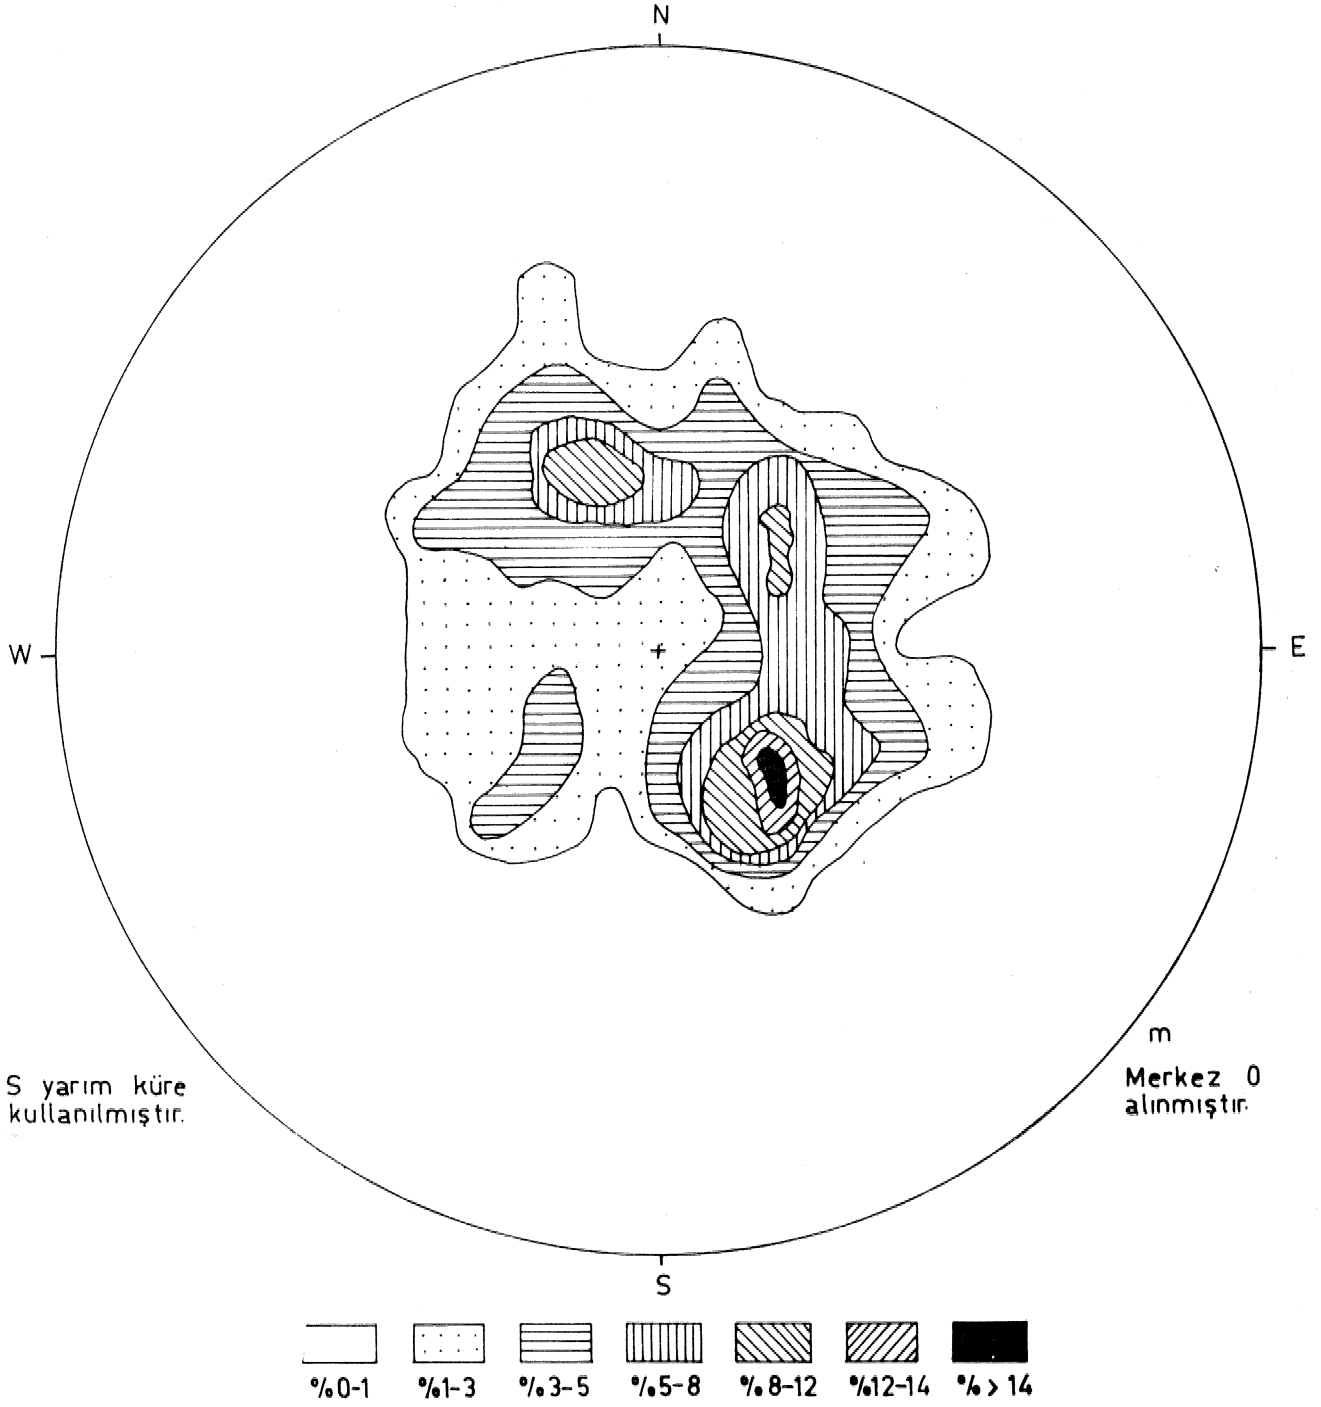 N
W
E
m
S yarım küre
kullanılmıştır.
Merkez 0
alınmıştır.
S
%0-1
%1-3
%3-5
%5-8
%8-12
%12-14
%>14